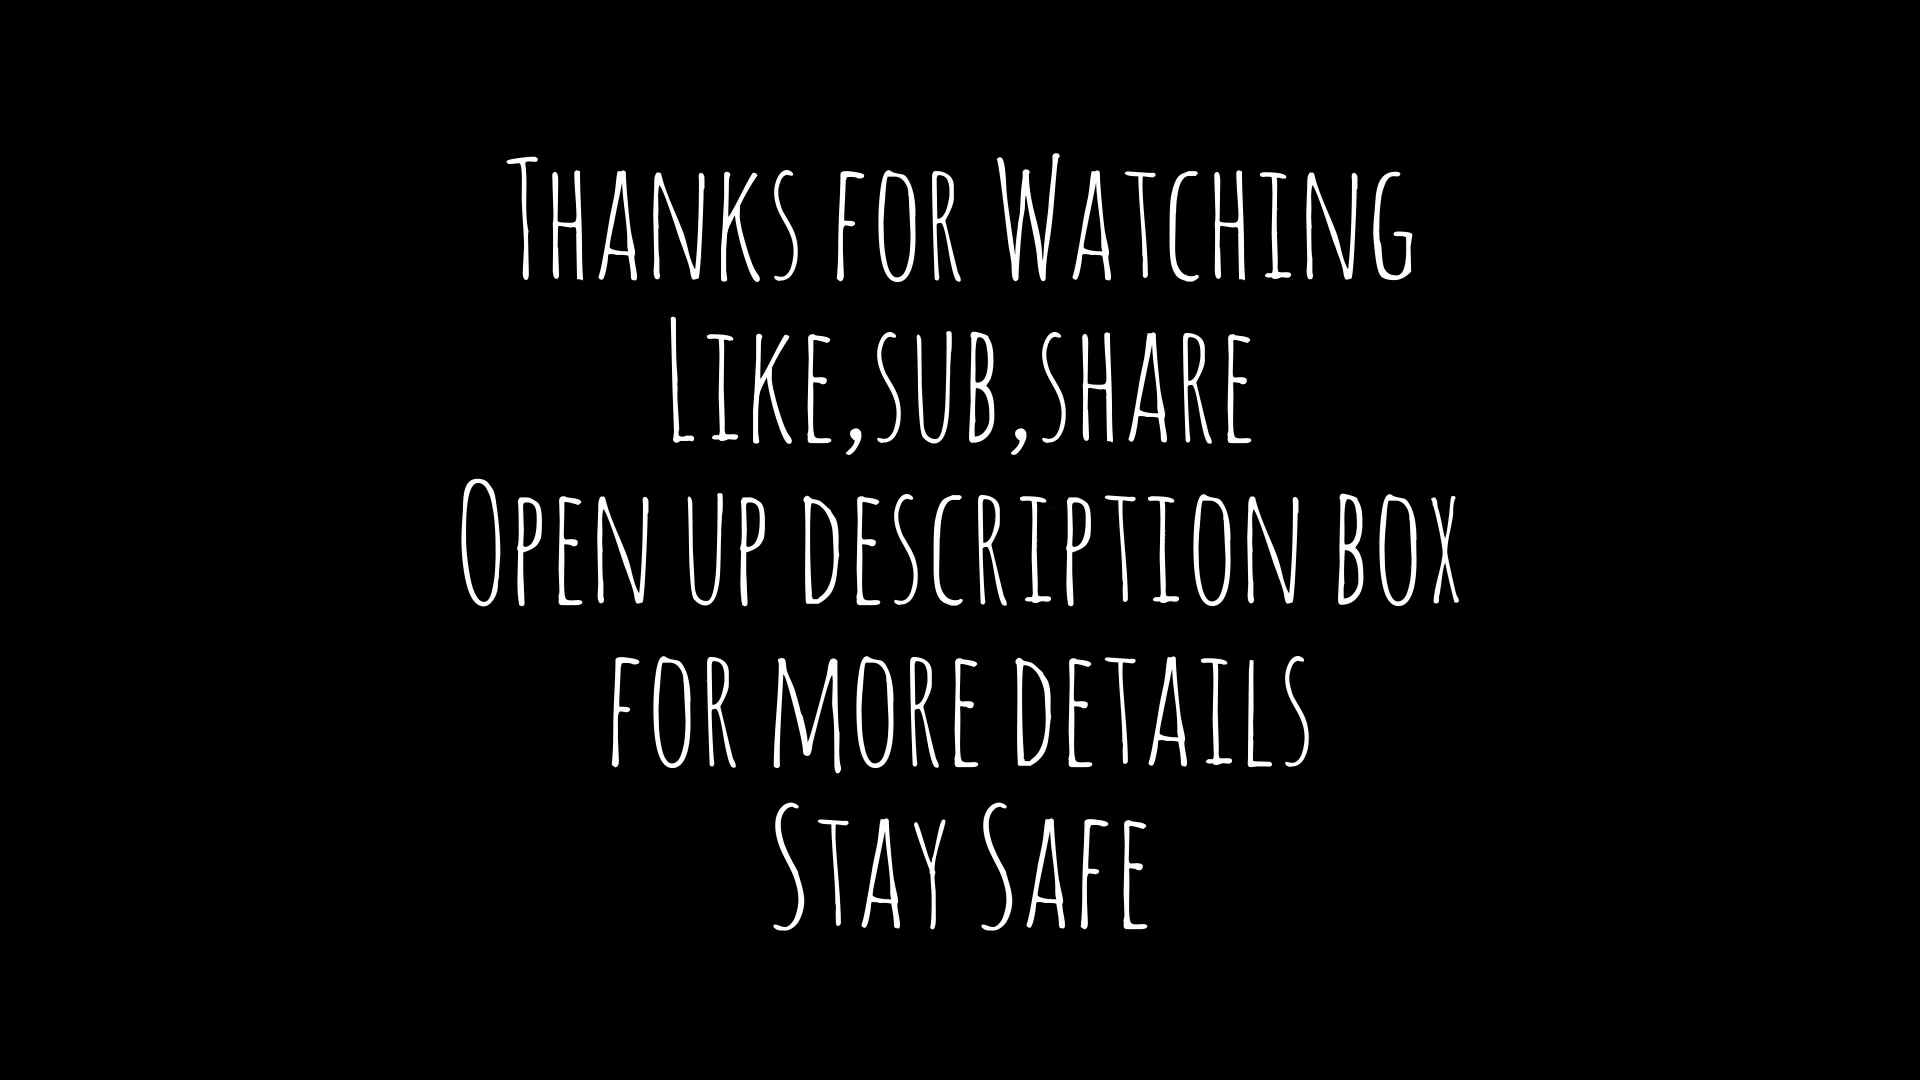 Thanks for Watching
Like,sub,share
Open up description box
for more details
Stay Safe